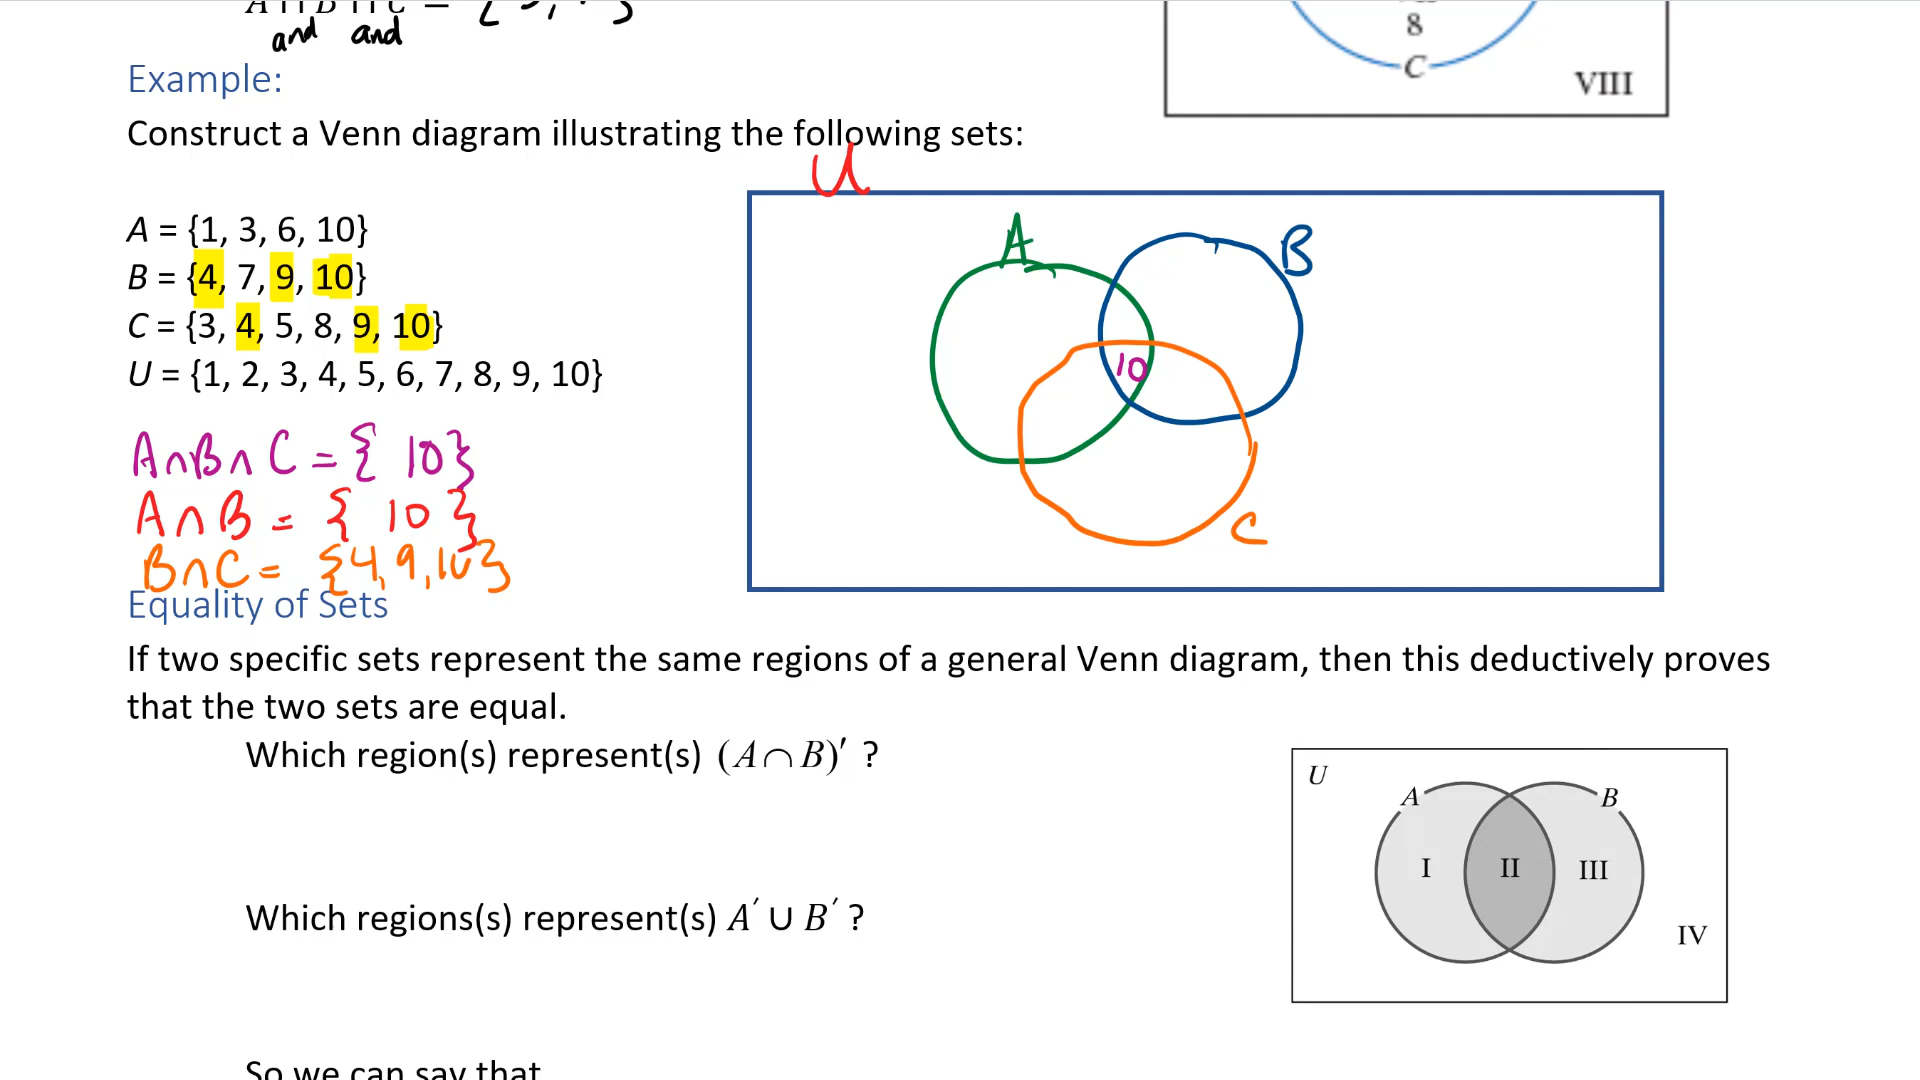 and and
8
C
VIII
Example:
Construct a Venn diagram illustrating the following sets:
U
A = {1, 3, 6, 10}
B = {4, 7, 9, 10}
C = {3, 4, 5, 8, 9, 10}
U = {1, 2, 3, 4, 5, 6, 7, 8, 9, 10}
A
B
10
C
A∩B∩C = { 10}
A∩B = { 10 }
B∩C = {4,9,10}
Equality of Sets
If two specific sets represent the same regions of a general Venn diagram, then this deductively proves
that the two sets are equal.
Which region(s) represent(s) (A∩B)′ ?
U
A
B
I
II
III
IV
Which regions(s) represent(s) A′ ∪ B′ ?
So we can say that